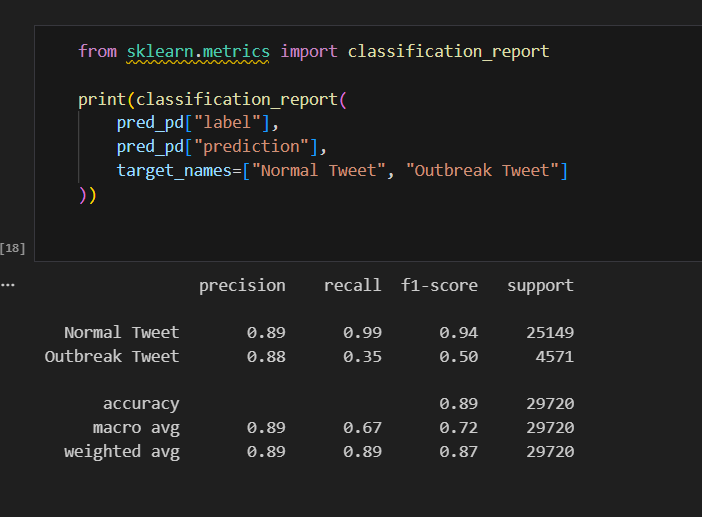 from sklearn.metrics import classification_report
print(classification_report(
pred_pd["label"],
pred_pd["prediction"],
target_names=["Normal Tweet", "Outbreak Tweet"]
))
[18]
...
precision recall f1-score support
Normal Tweet 0.89 0.99 0.94 25149
Outbreak Tweet 0.88 0.35 0.50 4571
accuracy 0.89 29720
macro avg 0.89 0.67 0.72 29720
weighted avg 0.89 0.89 0.87 29720